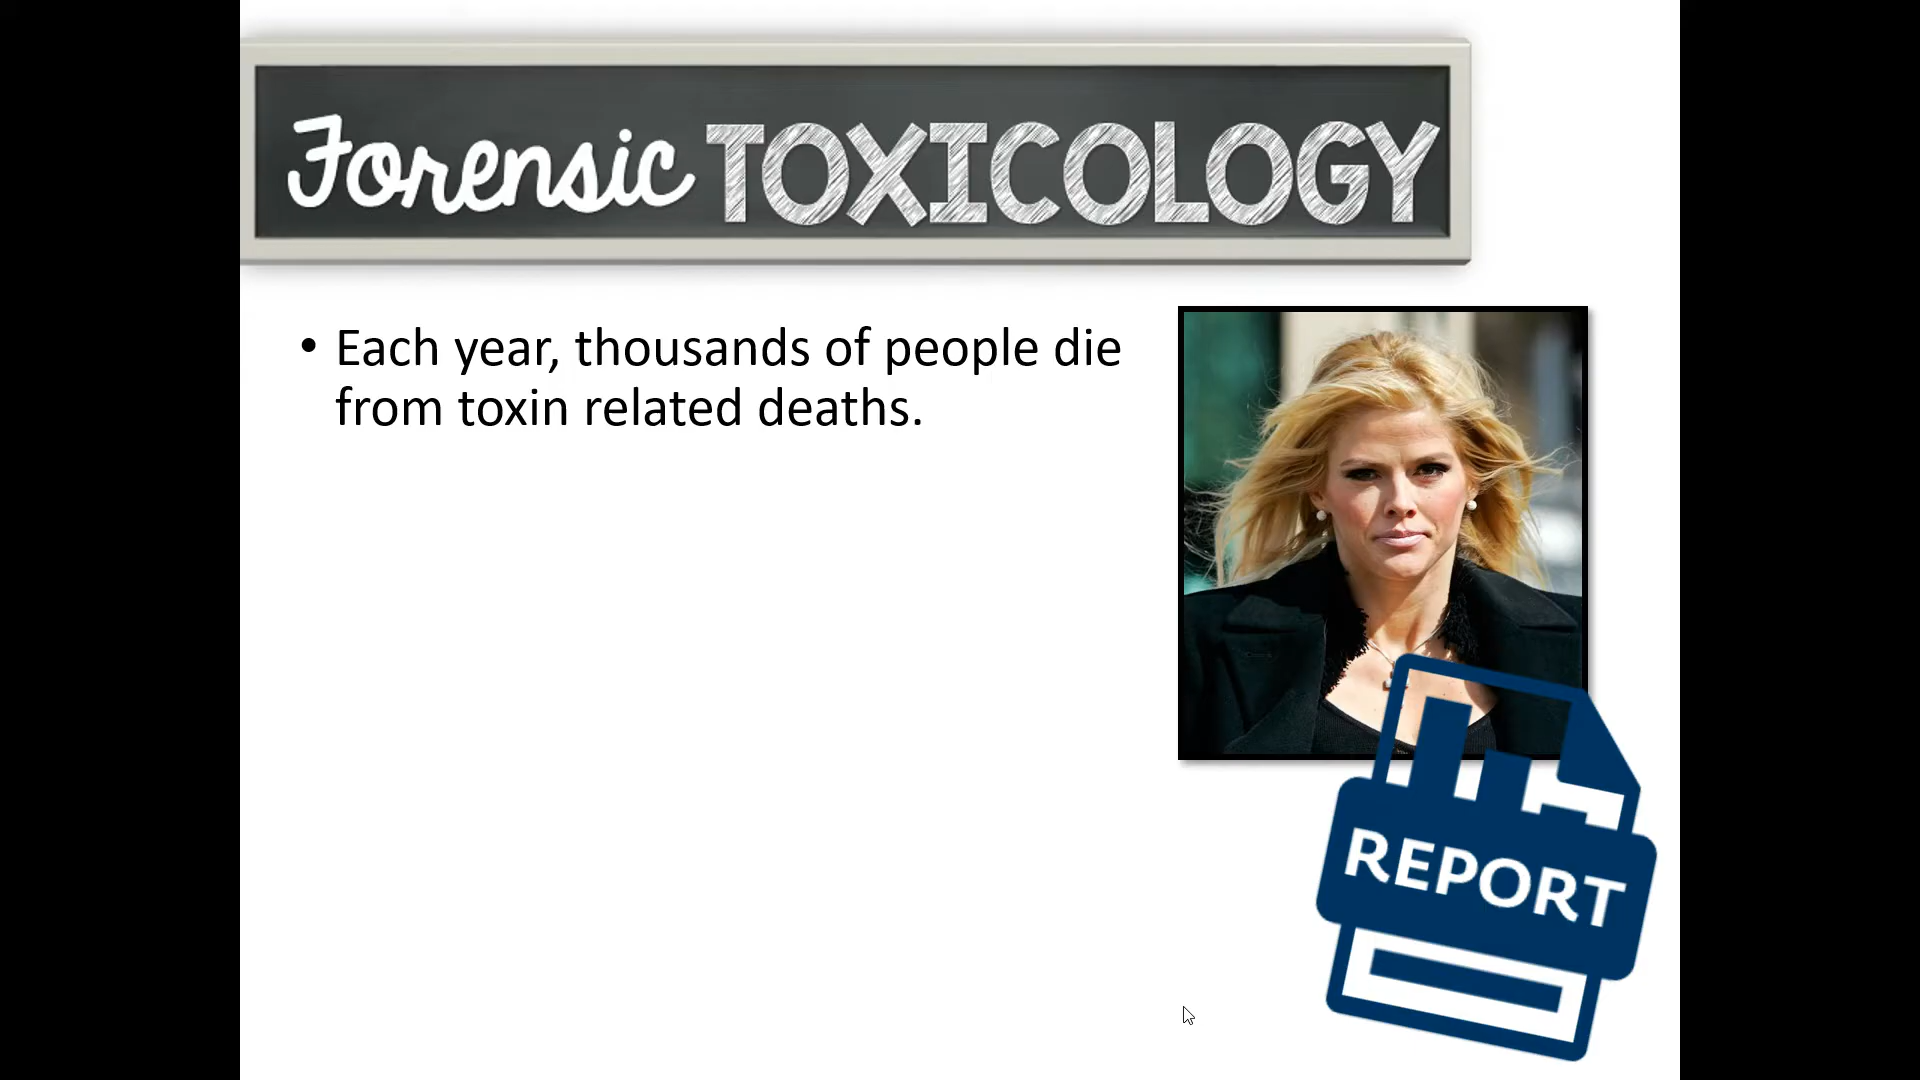 Forensic TOXICOLOGY
• Each year, thousands of people die
from toxin related deaths.
REPORT